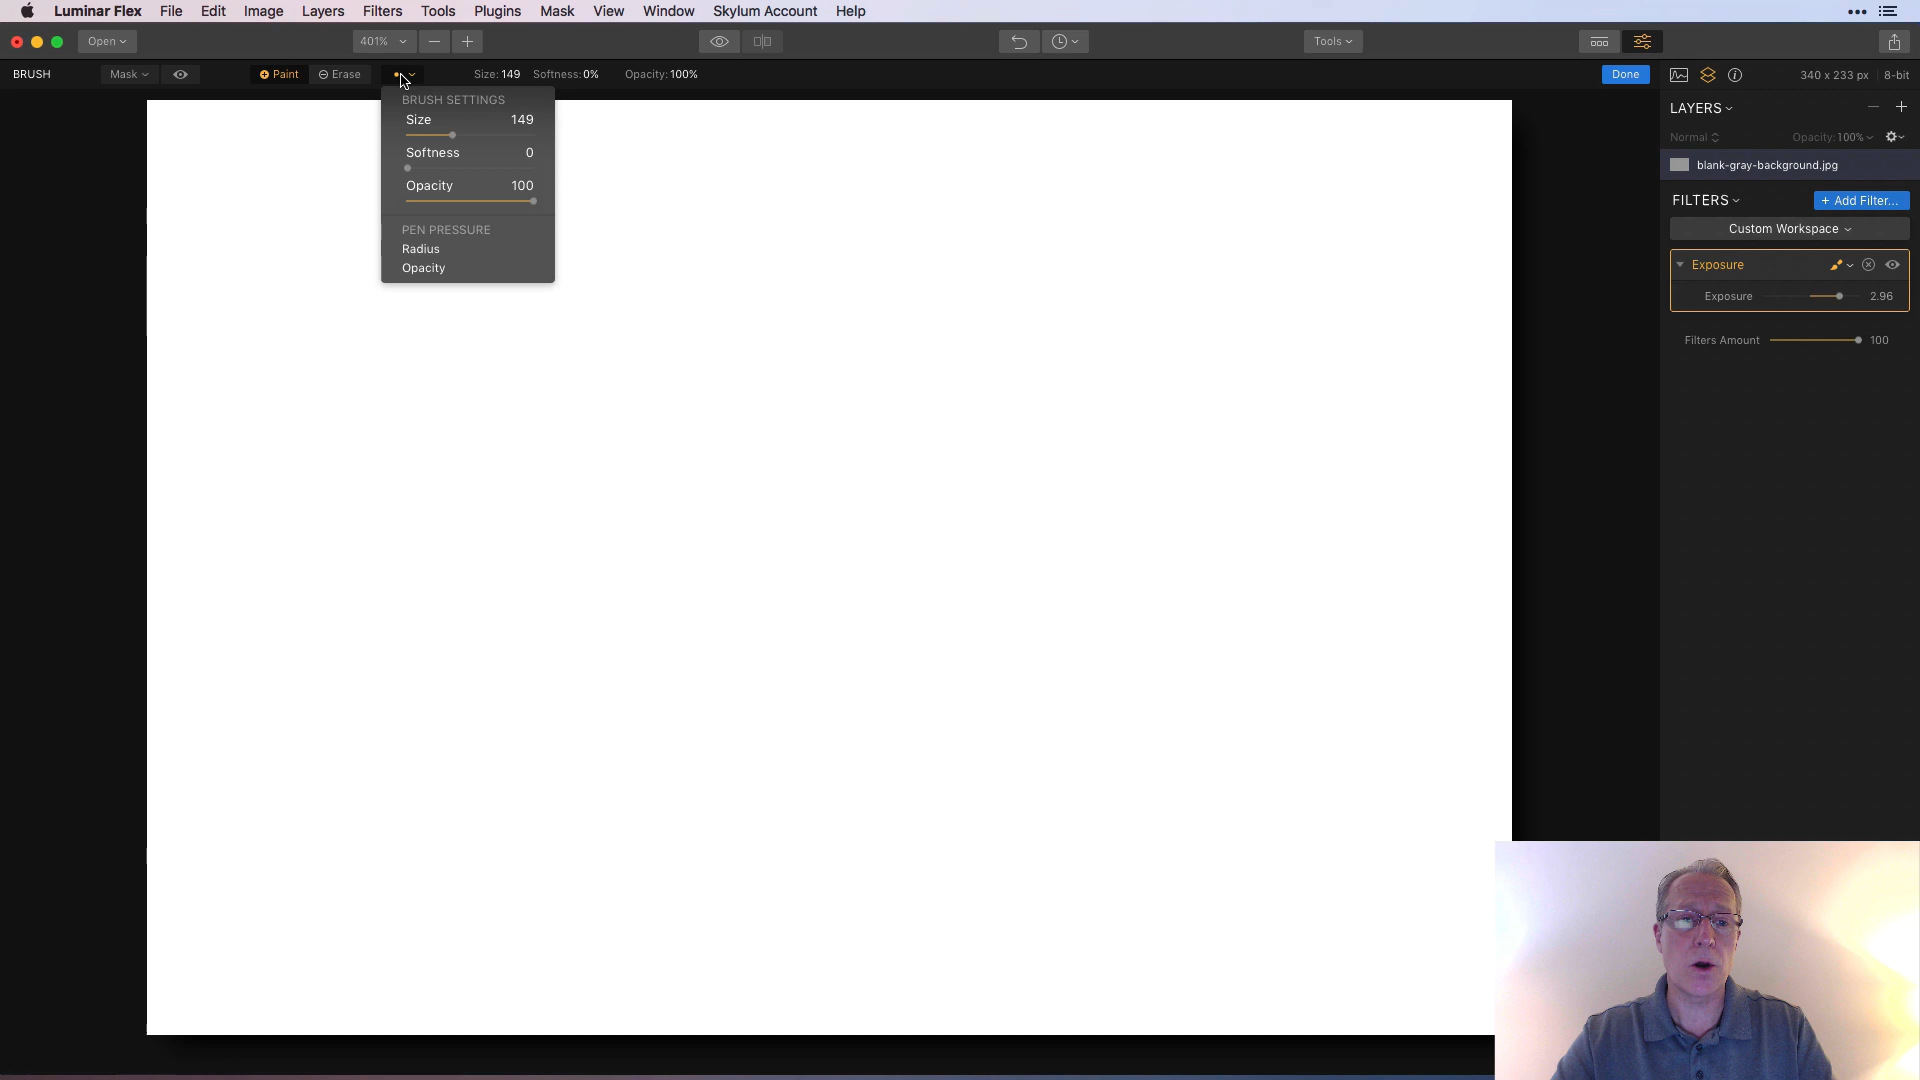 Luminar Flex File Edit Image Layers Filters Tools Plugins Mask View Window Skylum Account Help
Open 401% Tools
BRUSH Mask Paint Erase Size: 149 Softness: 0% Opacity: 100% Done 340 x 233 px 8-bit
BRUSH SETTINGS
Size 149
Softness 0
Opacity 100
PEN PRESSURE
Radius
Opacity
LAYERS
Normal Opacity: 100%
blank-gray-background.jpg
FILTERS + Add Filter...
Custom Workspace
Exposure
Exposure 2.96
Filters Amount 100